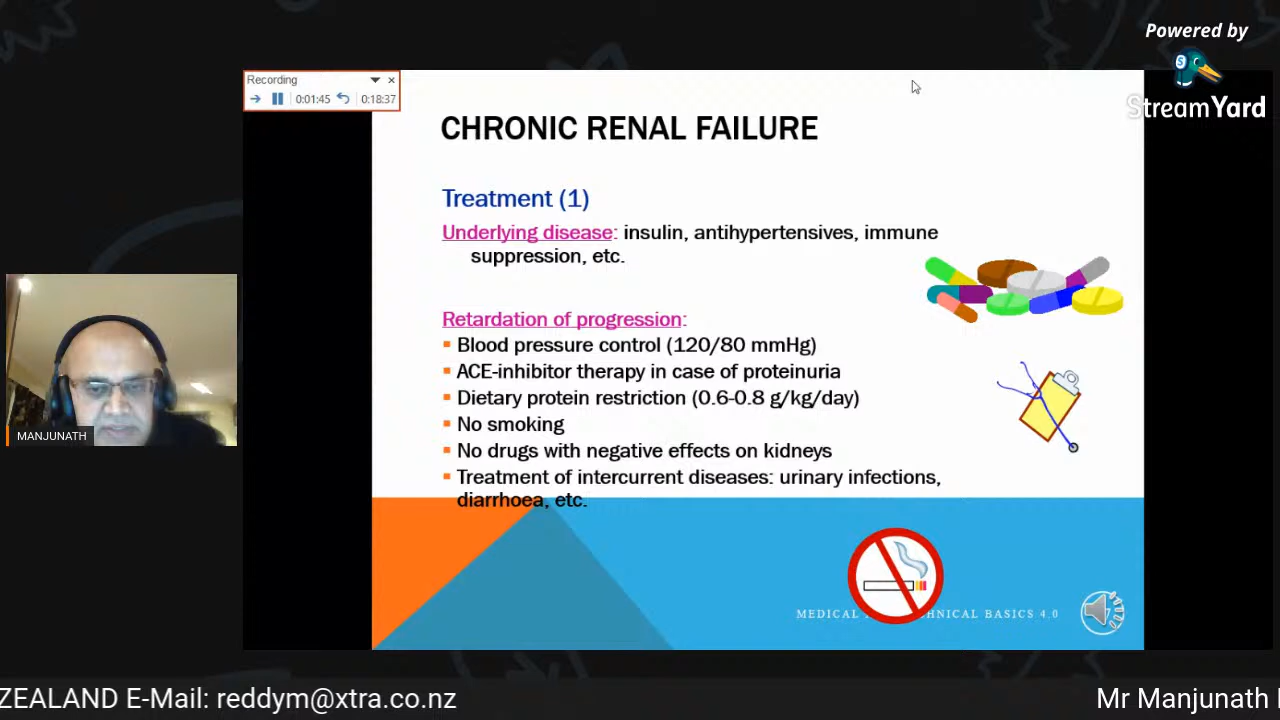 Powered by
StreamYard
Recording
0:01:45
0:18:37
CHRONIC RENAL FAILURE
Treatment (1)
Underlying disease: insulin, antihypertensives, immune
suppression, etc.
Retardation of progression:
Blood pressure control (120/80 mmHg)
ACE-inhibitor therapy in case of proteinuria
Dietary protein restriction (0.6-0.8 g/kg/day)
No smoking
No drugs with negative effects on kidneys
Treatment of intercurrent diseases: urinary infections,
diarrhoea, etc.
MANJUNATH
MEDICAL HNICAL BASICS 4.0
ZEALAND E-Mail: reddym@xtra.co.nz
Mr Manjunath